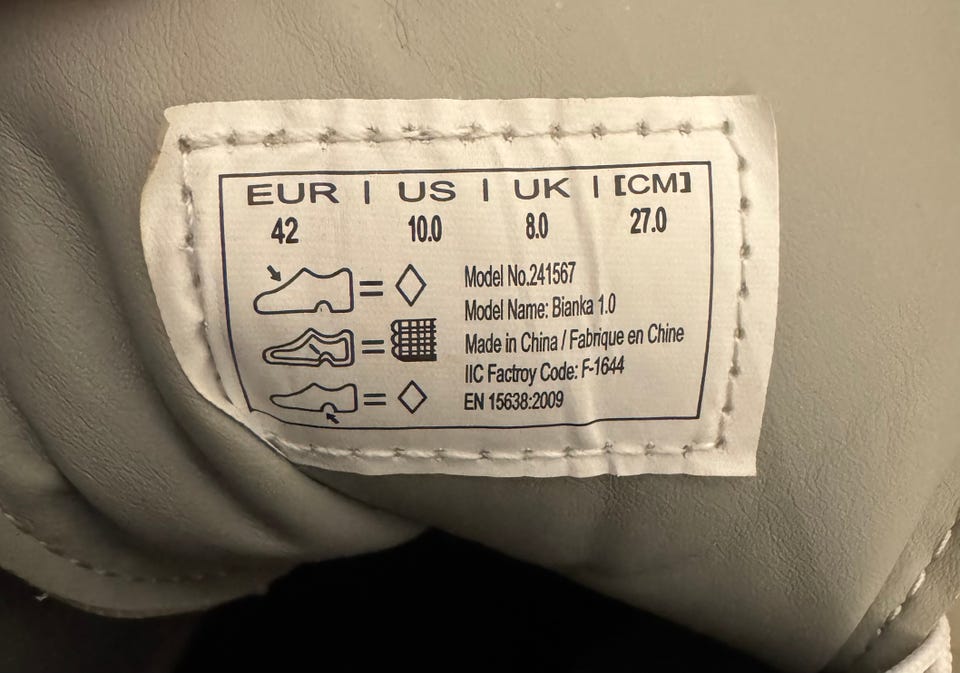 EUR | US | UK | [CM]
42 10.0 8.0 27.0
Model No.241567
Model Name: Bianka 1.0
Made in China / Fabrique en Chine
IIC Factroy Code: F-1644
EN 15638:2009